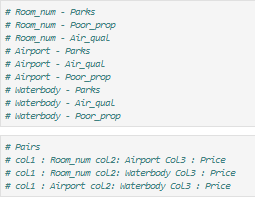 # Room_num - Parks
# Room_num - Poor_prop
# Room_num - Air_qual
# Airport - Parks
# Airport - Air_qual
# Airport - Poor_prop
# Waterbody - Parks
# Waterbody - Air_qual
# Waterbody - Poor_prop
# Pairs
# col1 : Room_num col2: Airport Col3 : Price
# col1 : Room_num col2: Waterbody Col3 : Price
# col1 : Airport col2: Waterbody Col3 : Price